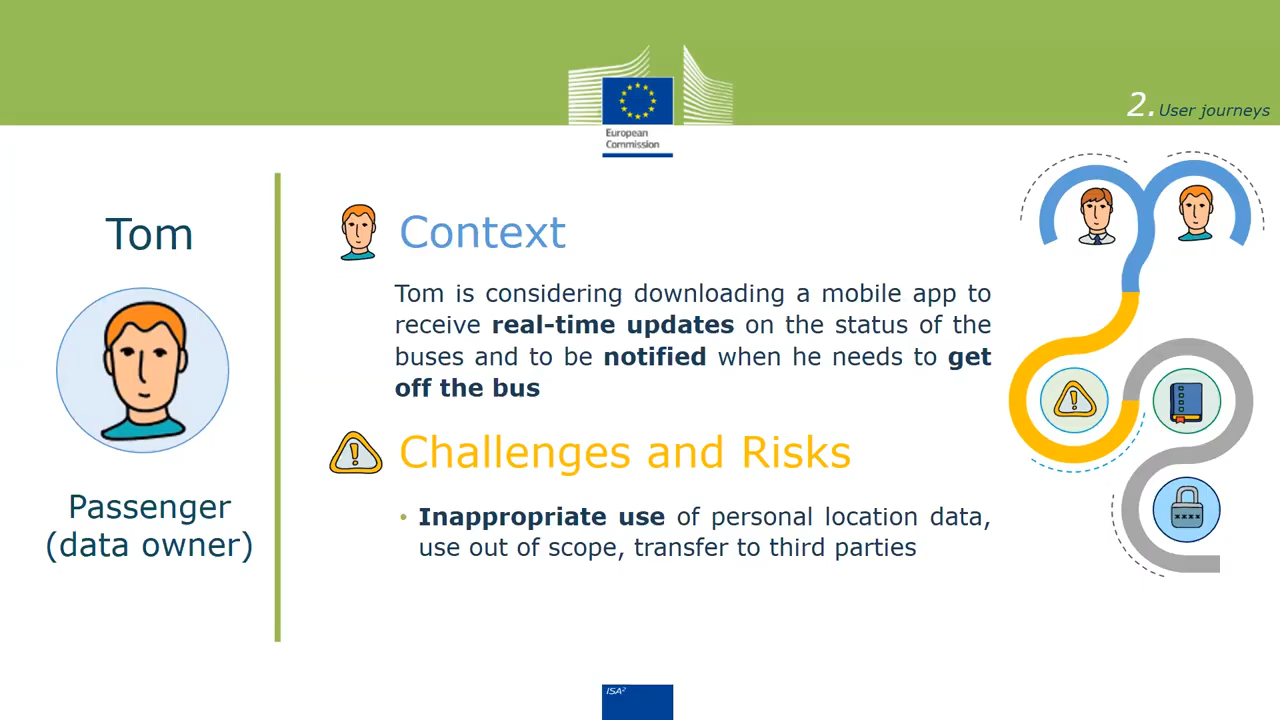 European
Commission
2. User journeys
Tom
Passenger
(data owner)
Context
Tom is considering downloading a mobile app to
receive real-time updates on the status of the
buses and to be notified when he needs to get
off the bus
Challenges and Risks
• Inappropriate use of personal location data,
use out of scope, transfer to third parties
ISA²